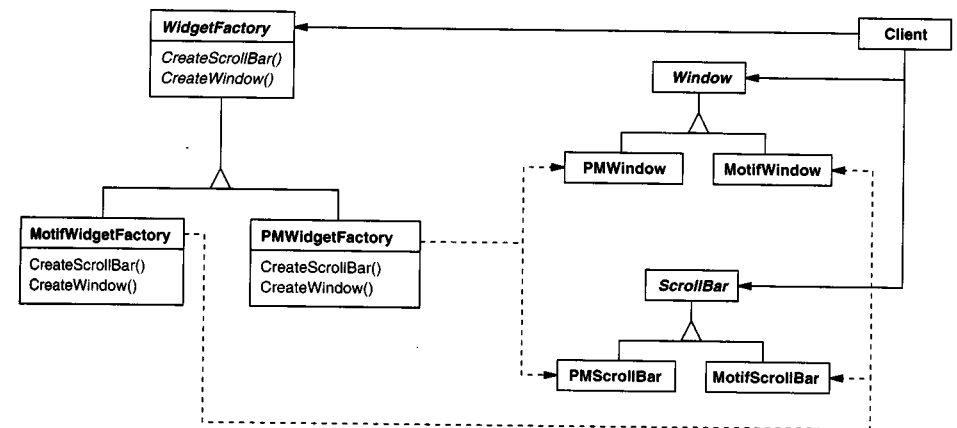 WidgetFactory
CreateScrollBar()
CreateWindow()
Client
Window
PMWindow
MotifWindow
MotifWidgetFactory
CreateScrollBar()
CreateWindow()
PMWidgetFactory
CreateScrollBar()
CreateWindow()
ScrollBar
PMScrollBar
MotifScrollBar